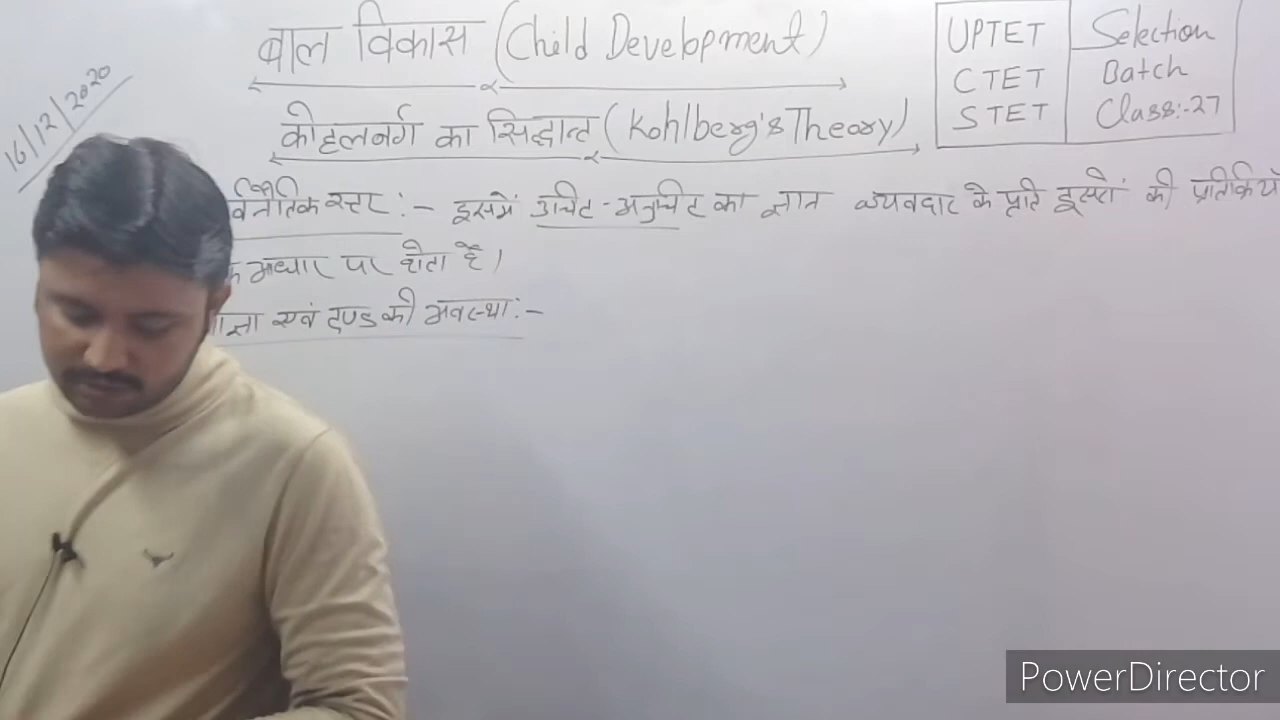 16/12/2020
बाल विकास (Child Development)
UPTET
CTET
STET
Selection
Batch
Class:-27
कोहलबर्ग का सिद्धान्त (Kohlberg's Theory)
स्तर :- इसमें उचित-अनुचित का ज्ञान व्यवहार के प्रति दूसरों की
आधार पर होता है।
एवं दण्ड की अवस्था :-
PowerDirector